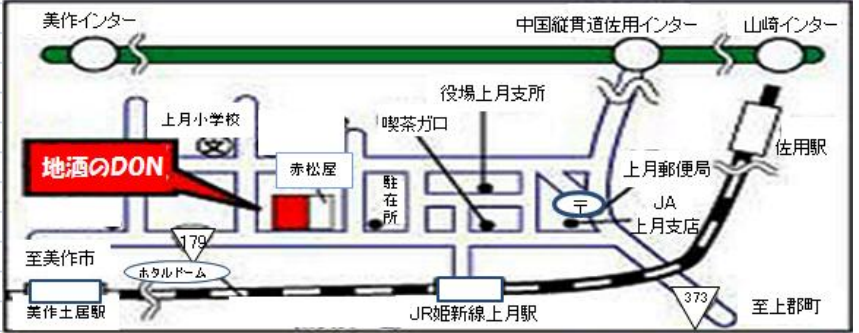 美作インター
中国縦貫道佐用インター
山崎インター
役場上月支所
上月小学校
喫茶ガロ
佐用駅
地酒のDON
赤松屋
上月郵便局
駐在所
〒
JA
上月支店
179
至美作市
ホタルドーム
373
至上郡町
美作土居駅
JR姫新線上月駅